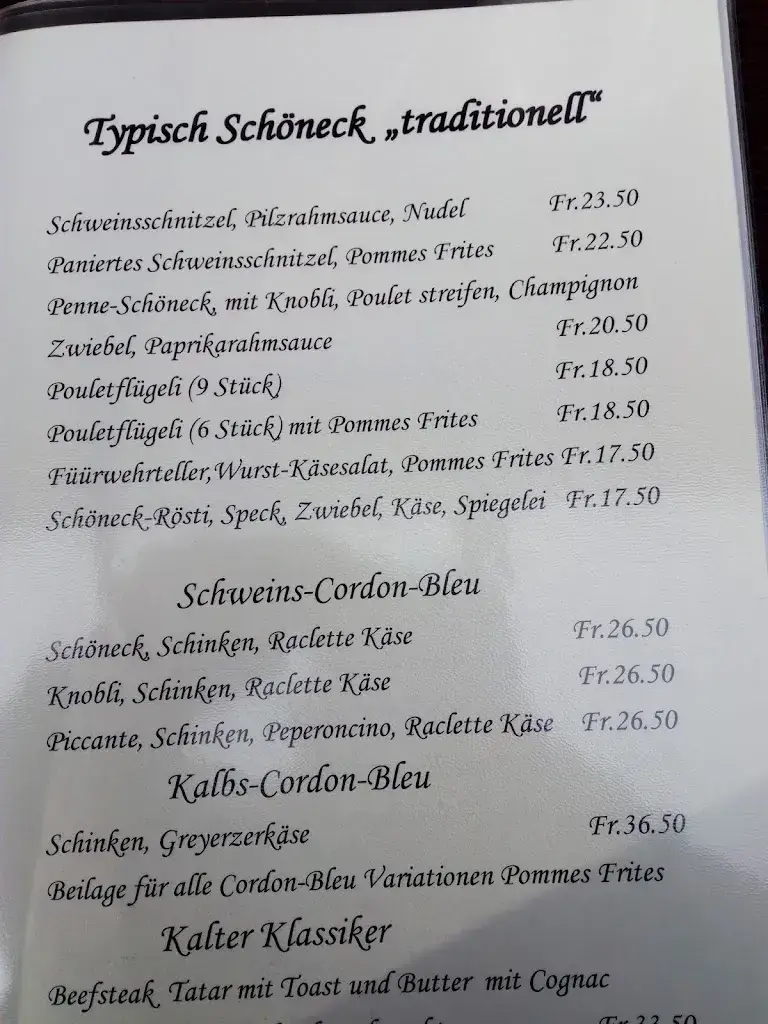 Typisch Schöneck „traditionell“
Schweinsschnitzel, Pilzrahmsauce, Nudel Fr.23.50
Paniertes Schweinsschnitzel, Pommes Frites Fr.22.50
Penne-Schöneck, mit Knobli, Poulet streifen, Champignon
Zwiebel, Paprikarahmsauce Fr.20.50
Pouletflügeli (9 Stück) Fr.18.50
Pouletflügeli (6 Stück) mit Pommes Frites Fr.18.50
Füürwehrteller,Wurst-Käsesalat, Pommes Frites Fr.17.50
Schöneck-Rösti, Speck, Zwiebel, Käse, Spiegelei Fr.17.50
Schweins-Cordon-Bleu
Schöneck, Schinken, Raclette Käse Fr.26.50
Knobli, Schinken, Raclette Käse Fr.26.50
Piccante, Schinken, Peperoncino, Raclette Käse Fr.26.50
Kalbs-Cordon-Bleu
Schinken, Greyerzerkäse Fr.36.50
Beilage für alle Cordon-Bleu Variationen Pommes Frites
Kalter Klassiker
Beefsteak Tatar mit Toast und Butter mit Cognac